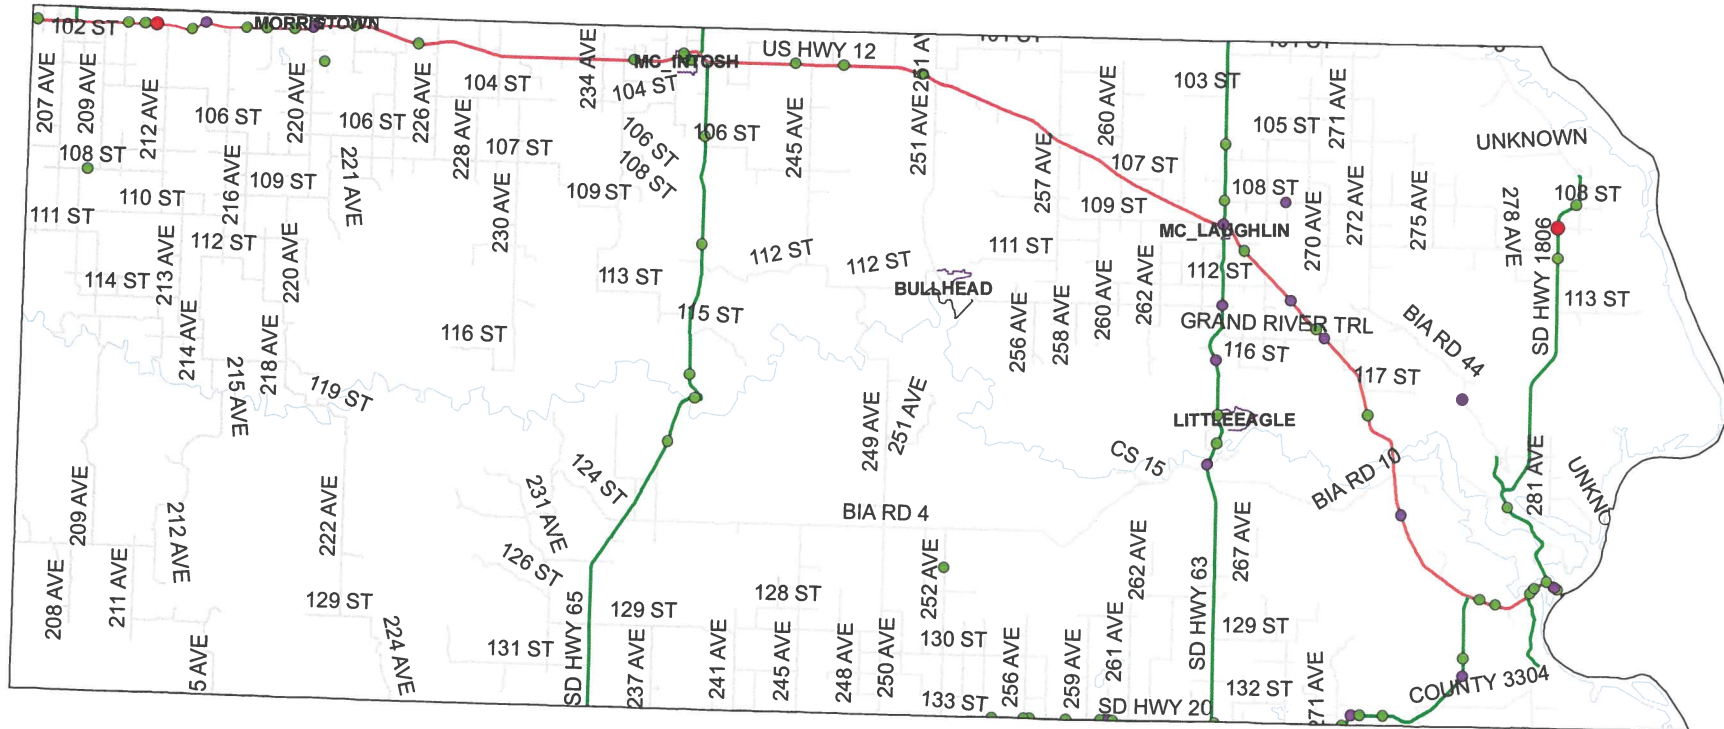 102 ST
MORRISTOWN
207 AVE
209 AVE
212 AVE
106 ST
220 AVE
106 ST
226 AVE
228 AVE
104 ST
234 AVE
104 ST
MC_INTOSH
US HWY 12
251 AVE
103 ST
260 AVE
105 ST
271 AVE
UNKNOWN
108 ST
110 ST
111 ST
216 AVE
109 ST
221 AVE
107 ST
106 ST
108 ST
106 ST
245 AVE
251 AVE
257 AVE
107 ST
109 ST
108 ST
272 AVE
275 AVE
278 AVE
108 ST
109 ST
230 AVE
112 ST
213 AVE
220 AVE
114 ST
113 ST
112 ST
112 ST
111 ST
MC_LAUGHLIN
270 AVE
112 ST
SD HWY 1806
113 ST
BULLHEAD
115 ST
116 ST
214 AVE
218 AVE
215 AVE
119 ST
256 AVE
258 AVE
260 AVE
262 AVE
GRAND RIVER TRL
116 ST
117 ST
BIA RD 44
249 AVE
251 AVE
LITTLEEAGLE
CS 15
BIA RD 10
281 AVE
UNKNO
209 AVE
212 AVE
222 AVE
231 AVE
124 ST
126 ST
BIA RD 4
262 AVE
267 AVE
208 AVE
211 AVE
129 ST
224 AVE
5 AVE
131 ST
SD HWY 65
129 ST
237 AVE
241 AVE
128 ST
245 AVE
248 AVE
250 AVE
252 AVE
130 ST
133 ST
256 AVE
259 AVE
261 AVE
SD HWY 63
129 ST
132 ST
SD HWY 20
271 AVE
COUNTY 3304